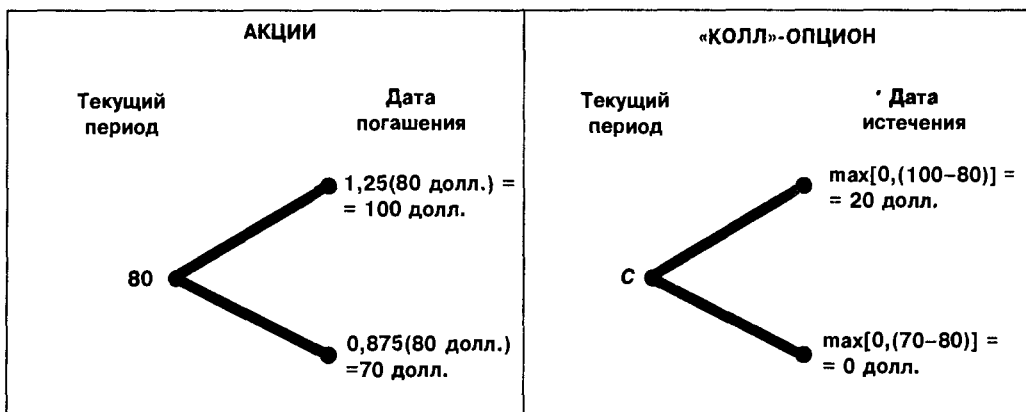 АКЦИИ
Текущий
период
Дата
погашения
1,25(80 долл.) =
= 100 долл.
80
0,875(80 долл.)
=70 долл.
«КОЛЛ»-ОПЦИОН
Текущий
период
Дата
истечения
max[0,(100–80)] =
= 20 долл.
C
max[0,(70–80)] =
= 0 долл.